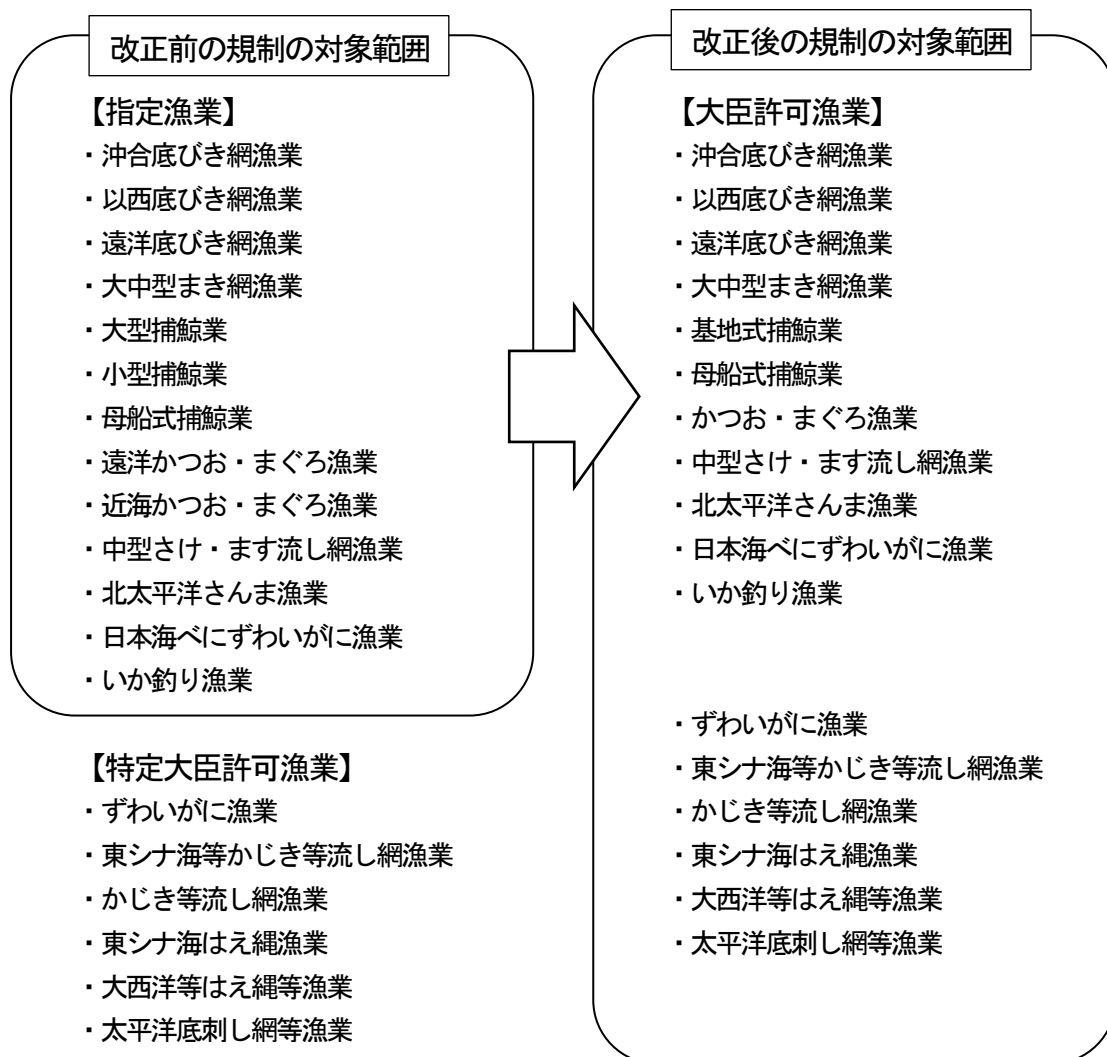 改正前の規制の対象範囲
【指定漁業】
・沖合底びき網漁業
・以西底びき網漁業
・遠洋底びき網漁業
・大中型まき網漁業
・大型捕鯨業
・小型捕鯨業
・母船式捕鯨業
・遠洋かつお・まぐろ漁業
・近海かつお・まぐろ漁業
・中型さけ・ます流し網漁業
・北太平洋さんま漁業
・日本海べにずわいがに漁業
・いか釣り漁業
【特定大臣許可漁業】
・ずわいがに漁業
・東シナ海等かじき等流し網漁業
・かじき等流し網漁業
・東シナ海はえ縄漁業
・大西洋等はえ縄等漁業
・太平洋底刺し網等漁業
改正後の規制の対象範囲
【大臣許可漁業】
・沖合底びき網漁業
・以西底びき網漁業
・遠洋底びき網漁業
・大中型まき網漁業
・基地式捕鯨業
・母船式捕鯨業
・かつお・まぐろ漁業
・中型さけ・ます流し網漁業
・北太平洋さんま漁業
・日本海べにずわいがに漁業
・いか釣り漁業
・ずわいがに漁業
・東シナ海等かじき等流し網漁業
・かじき等流し網漁業
・東シナ海はえ縄漁業
・大西洋等はえ縄等漁業
・太平洋底刺し網等漁業